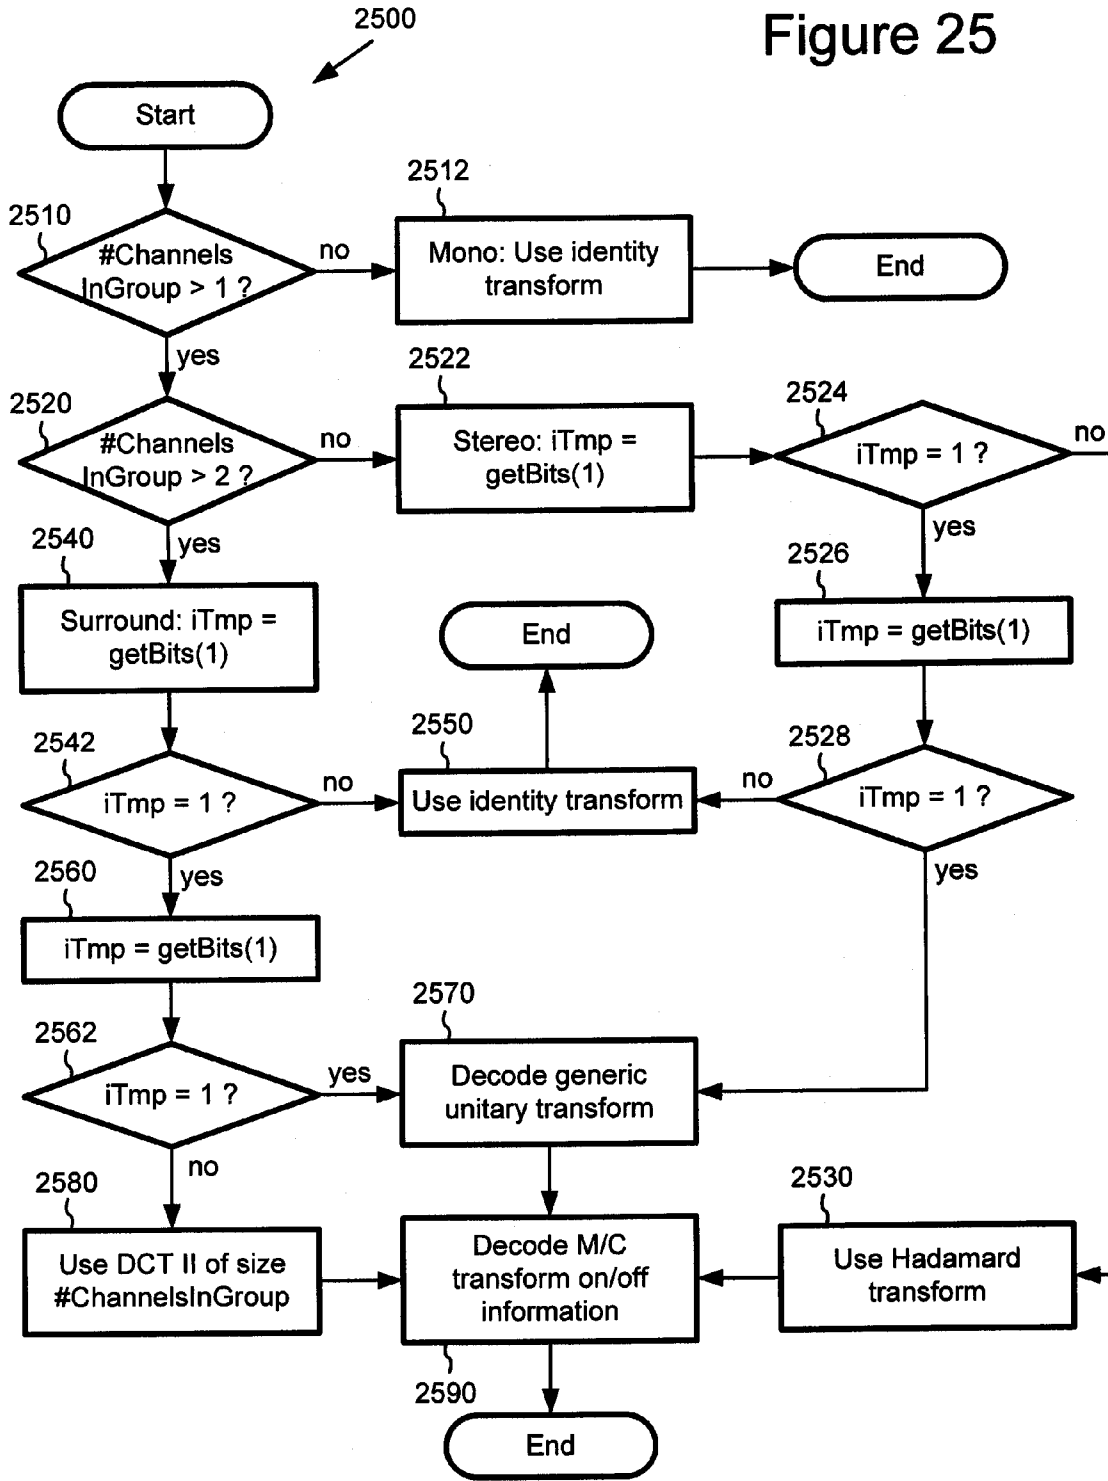 2500
Figure 25
Start
2510
#Channels
InGroup > 1 ?
no
2512
Mono: Use identity
transform
End
yes
2520
#Channels
InGroup > 2 ?
no
2522
Stereo: iTmp =
getBits(1)
2524
iTmp = 1 ?
no
yes
yes
2540
Surround: iTmp =
getBits(1)
End
2526
iTmp = getBits(1)
2542
iTmp = 1 ?
no
2550
Use identity transform
no
2528
iTmp = 1 ?
yes
yes
2560
iTmp = getBits(1)
2562
iTmp = 1 ?
yes
2570
Decode generic
unitary transform
no
2580
Use DCT II of size
#ChannelsInGroup
Decode M/C
transform on/off
information
2590
2530
Use Hadamard
transform
End